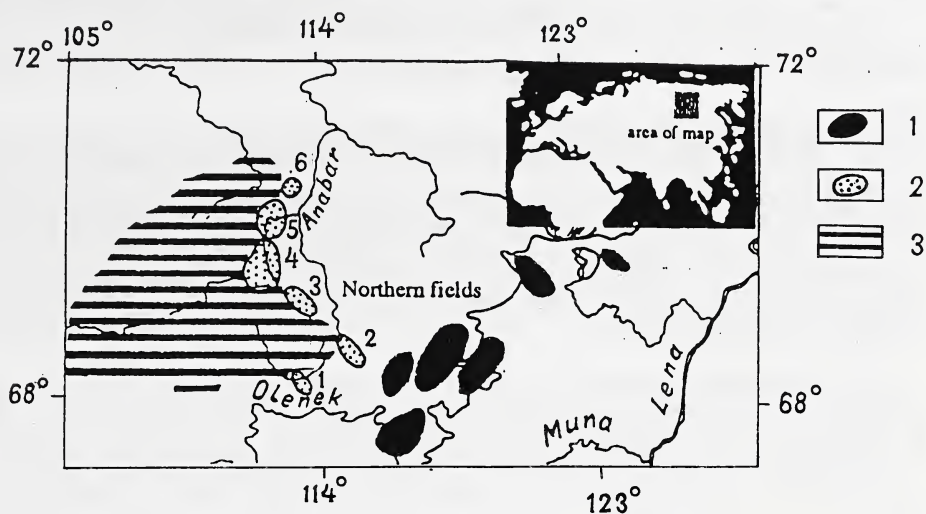 105° 114° 123°
72° 72°
area of map
1
2
3
6
Anabar
5
4
3
Northern fields
2
1
Olenek
68° 68°
Muna
Lena
114° 123°